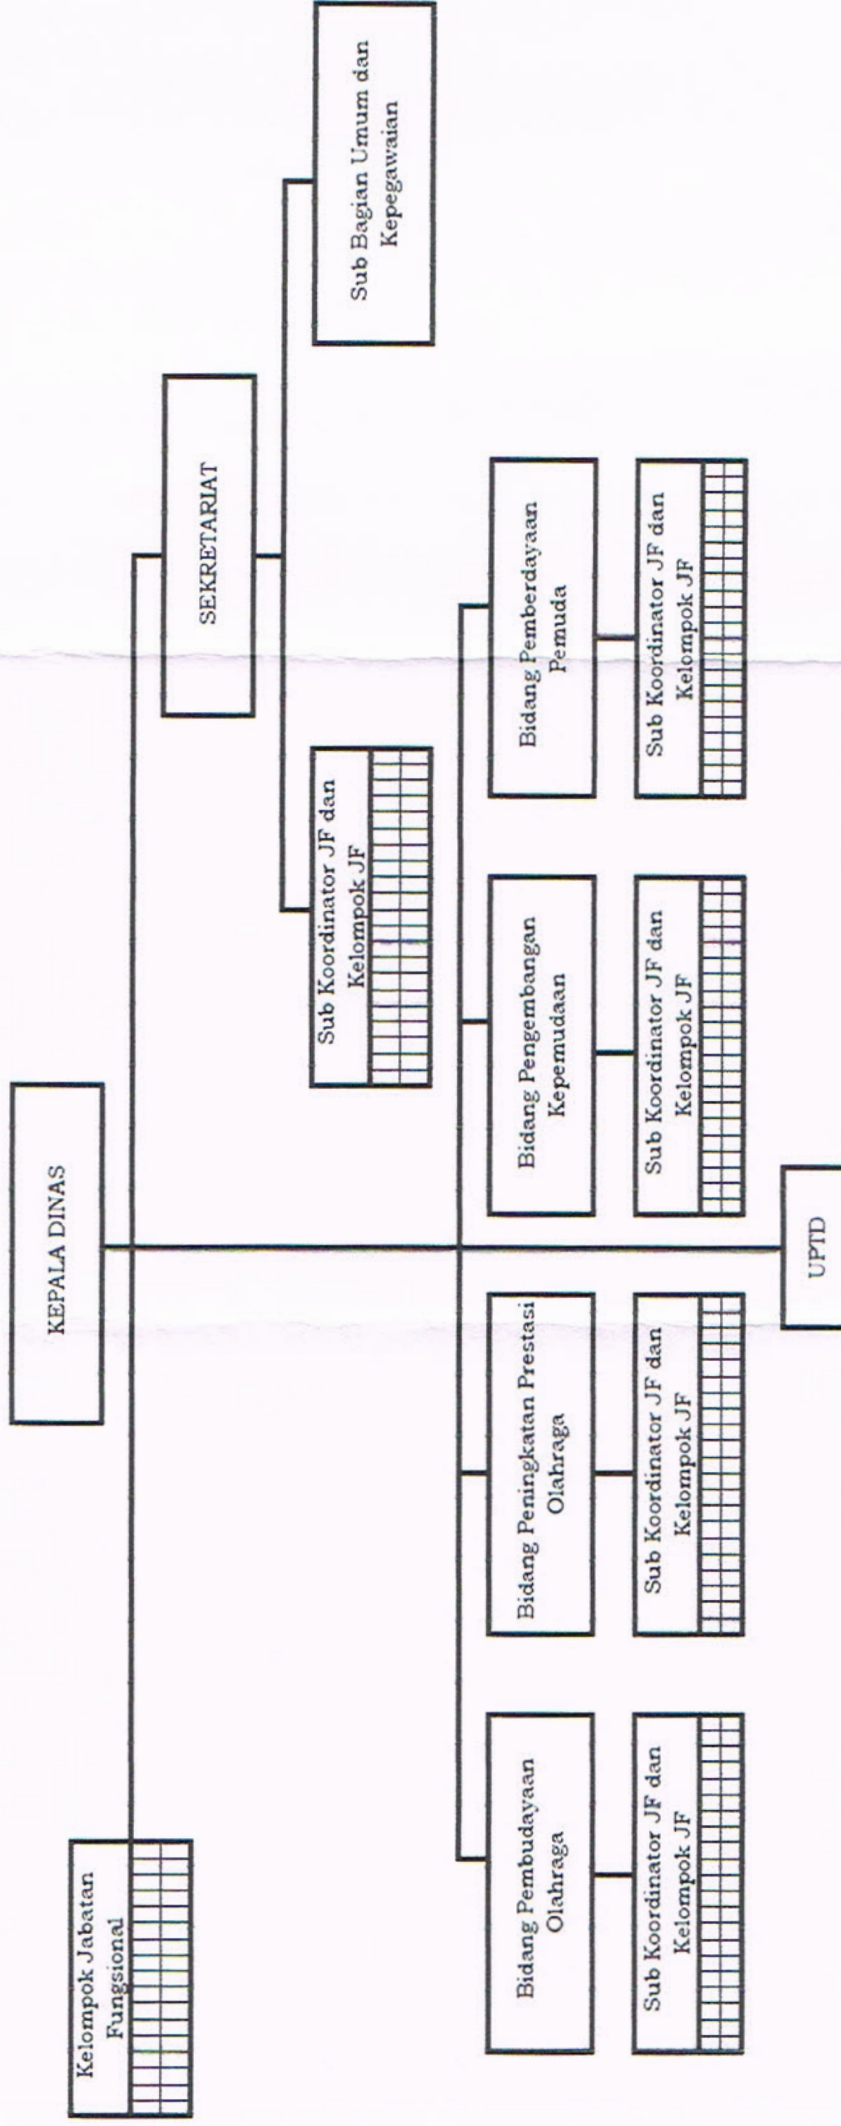 KEPALA DINAS
Kelompok Jabatan
Fungsional
SEKRETARIAT
Sub Koordinator JF dan
Kelompok JF
Sub Bagian Umum dan
Kepegawaian
Bidang Pembudayaan
Olahraga
Bidang Peningkatan Prestasi
Olahraga
Bidang Pengembangan
Kepemudaan
Bidang Pemberdayaan
Pemuda
Sub Koordinator JF dan
Kelompok JF
Sub Koordinator JF dan
Kelompok JF
Sub Koordinator JF dan
Kelompok JF
Sub Koordinator JF dan
Kelompok JF
UPTD